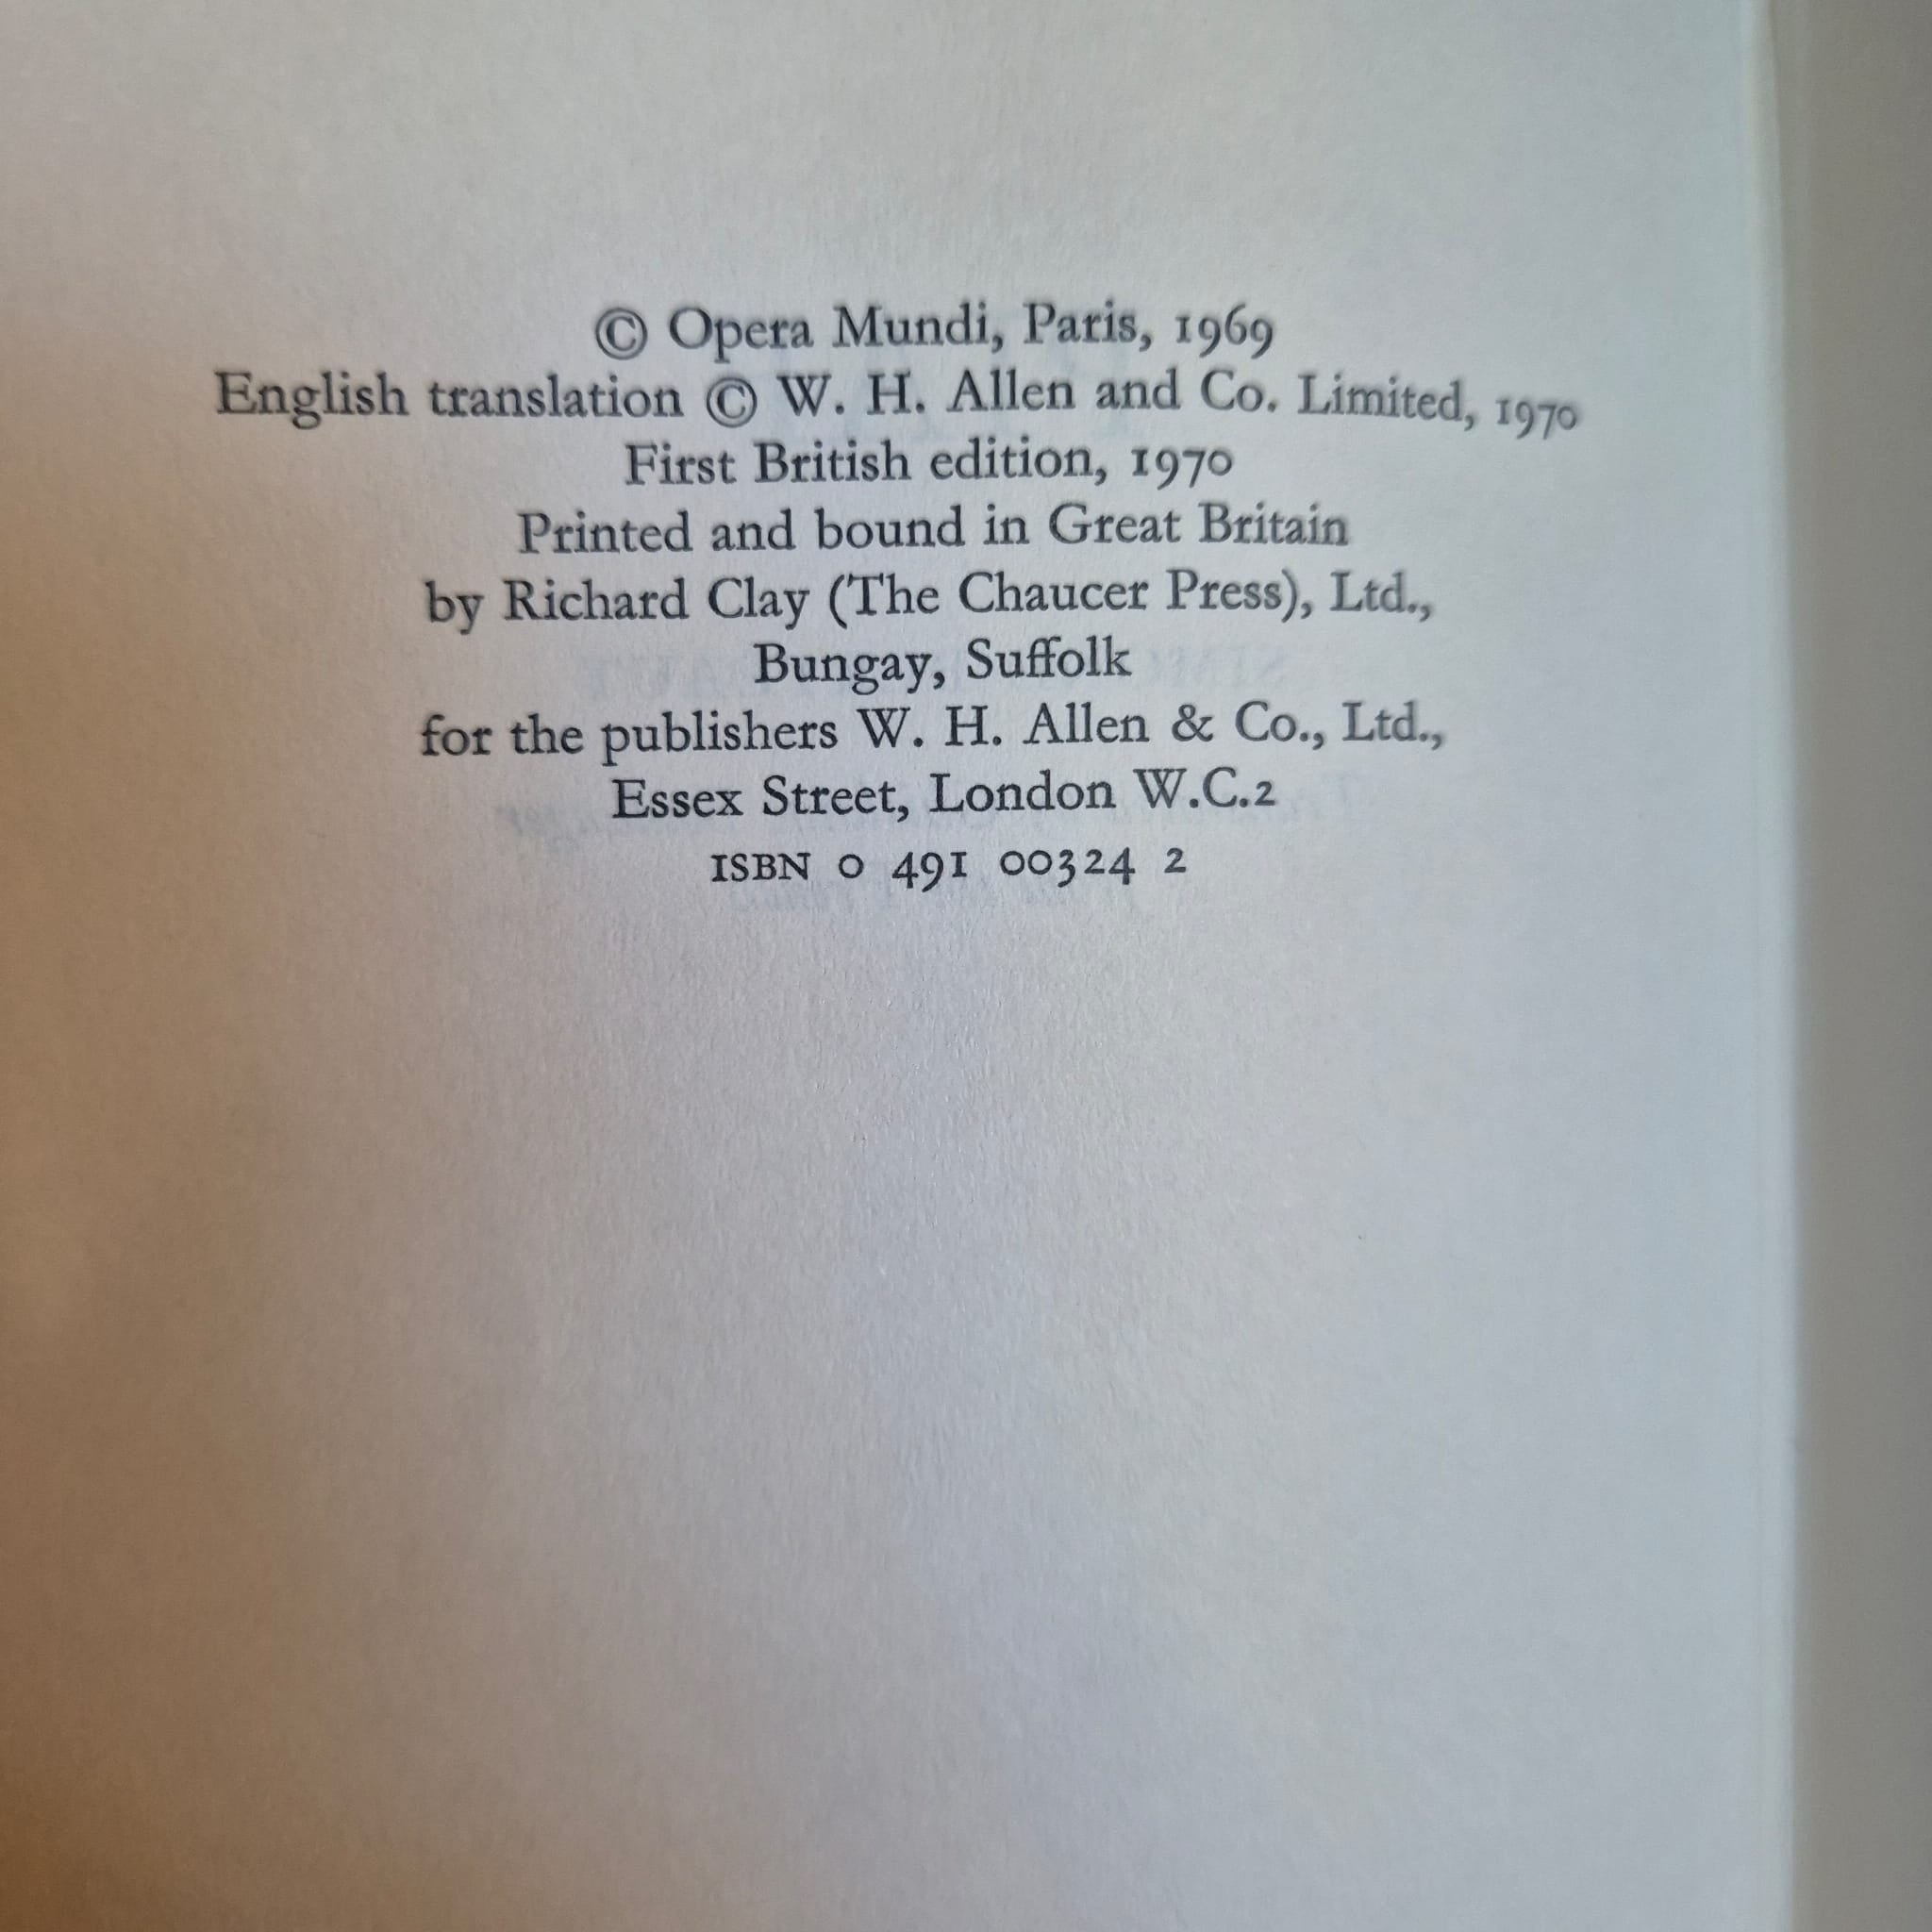 © Opera Mundi, Paris, 1969
English translation © W. H. Allen and Co. Limited, 1970
First British edition, 1970
Printed and bound in Great Britain
by Richard Clay (The Chaucer Press), Ltd.,
Bungay, Suffolk
for the publishers W. H. Allen & Co., Ltd.,
Essex Street, London W.C.2
ISBN 0 491 00324 2